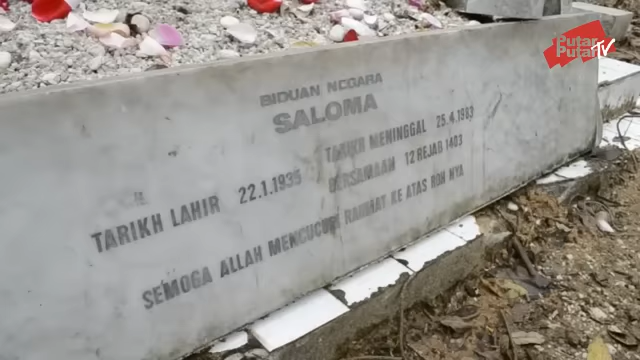 Putar
Putar TV
BIDUAN NEGARA
SALOMA
TARIKH LAHIR 22.1.1935 TARIKH MENINGGAL 25.4.1983
BERSAMAAN 12 REJAB 1403
SEMOGA ALLAH MENCUCURI RAHMAT KE ATAS ROH NYA